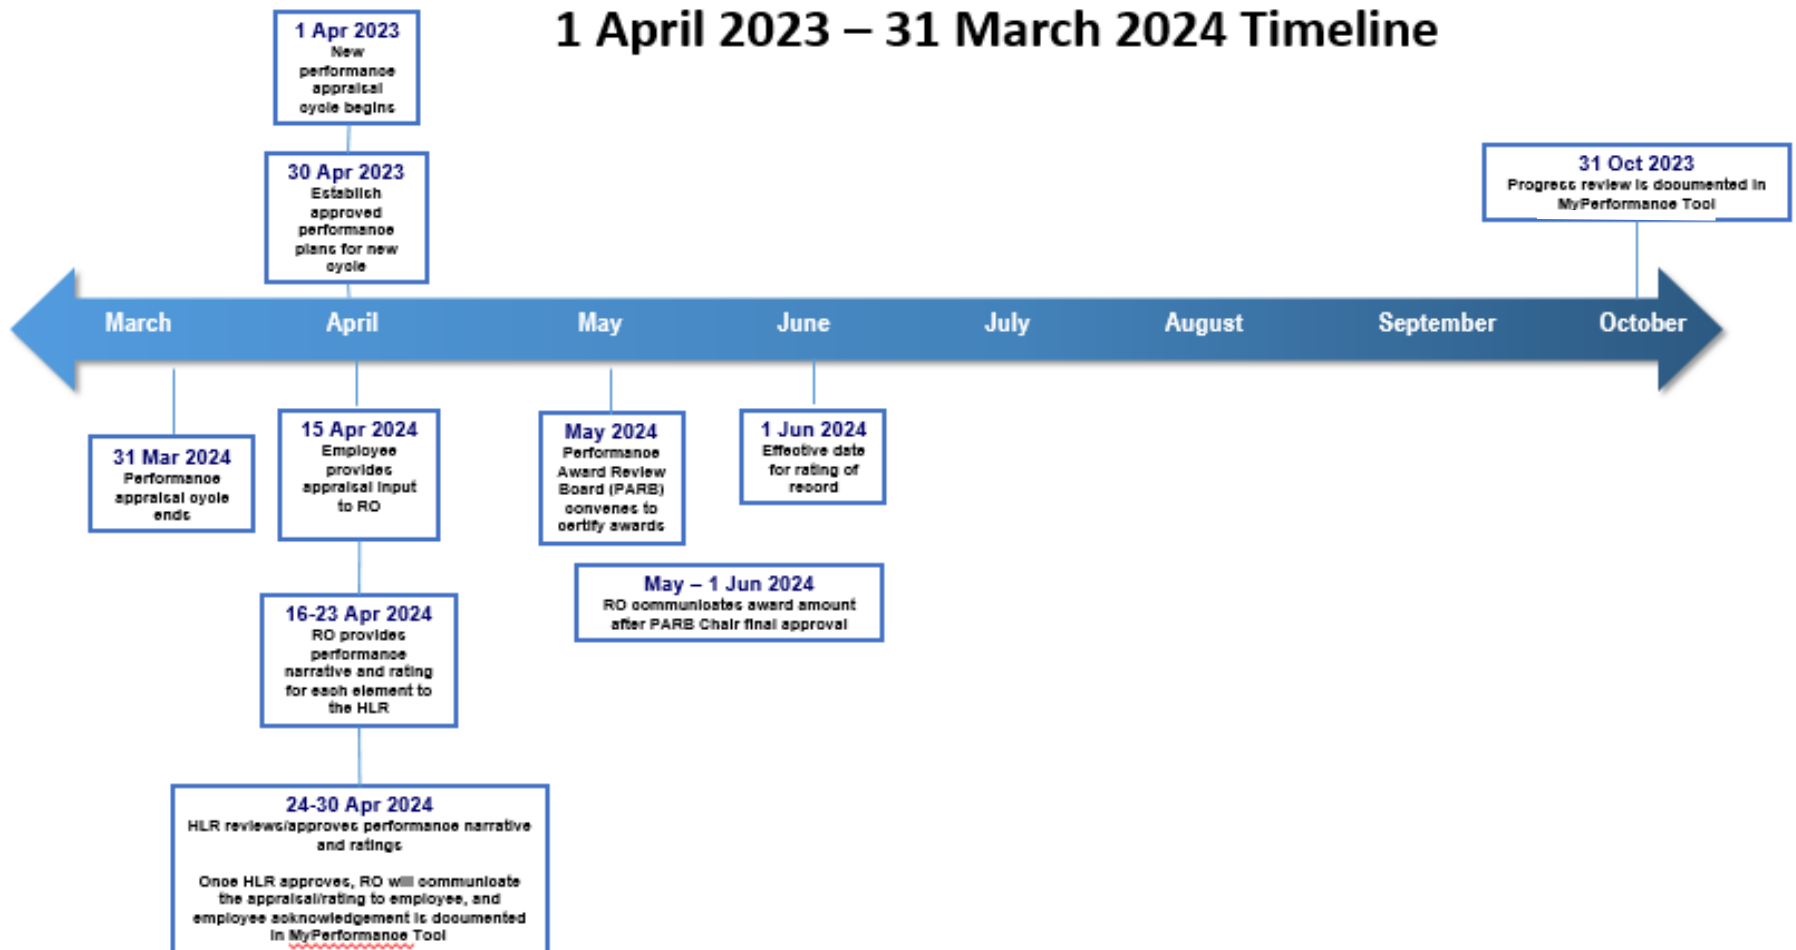 1 April 2023 – 31 March 2024 Timeline
1 Apr 2023
New
performance
appraisal
cycle begins
30 Apr 2023
Establish
approved
performance
plans for new
cycle
31 Oct 2023
Progress review is documented in
MyPerformance Tool
March
April
May
June
July
August
September
October
31 Mar 2024
Performance
appraisal cycle
ends
15 Apr 2024
Employee
provides
appraisal input
to RO
May 2024
Performance
Award Review
Board (PARB)
convenes to
certify awards
1 Jun 2024
Effective date
for rating of
record
May – 1 Jun 2024
RO communicates award amount
after PARB Chair final approval
16-23 Apr 2024
RO provides
performance
narrative and rating
for each element to
the HLR
24-30 Apr 2024
HLR reviews/approves performance narrative
and ratings
Once HLR approves, RO will communicate
the appraisal/rating to employee, and
employee acknowledgement is documented
in MyPerformance Tool